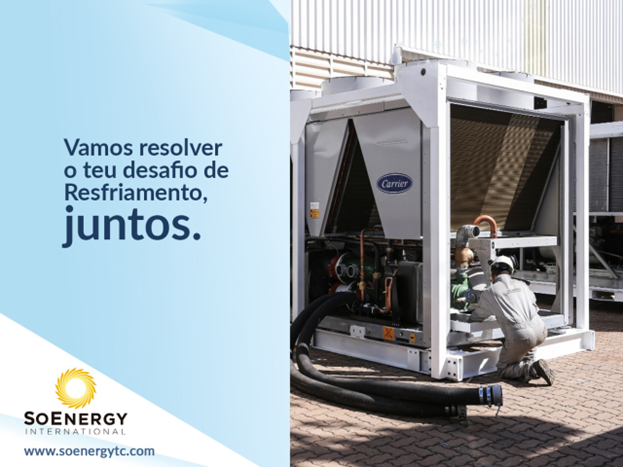 Vamos resolver
o teu desafio de
Resfriamento,
juntos.
Carrier
SOENERGY
INTERNATIONAL
www.soenergytc.com